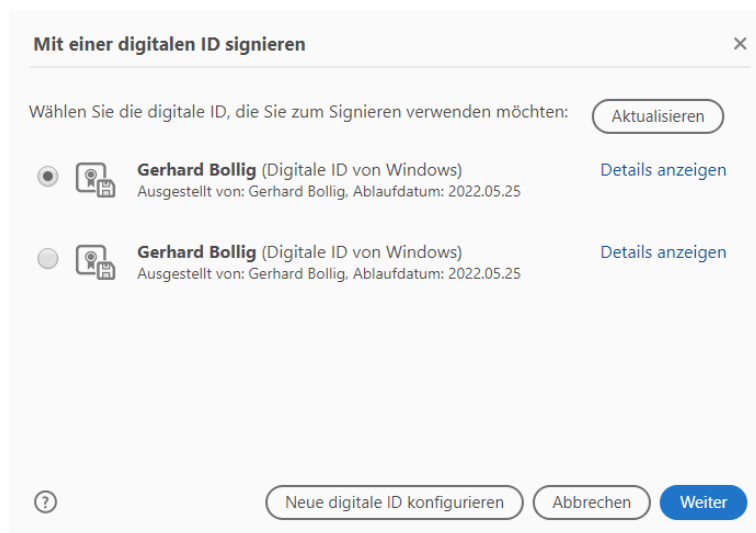 Mit einer digitalen ID signieren
Wählen Sie die digitale ID, die Sie zum Signieren verwenden möchten:
Aktualisieren
Gerhard Bollig (Digitale ID von Windows)
Details anzeigen
Ausgestellt von: Gerhard Bollig, Ablaufdatum: 2022.05.25
Gerhard Bollig (Digitale ID von Windows)
Details anzeigen
Ausgestellt von: Gerhard Bollig, Ablaufdatum: 2022.05.25
?
Neue digitale ID konfigurieren
Abbrechen
Weiter